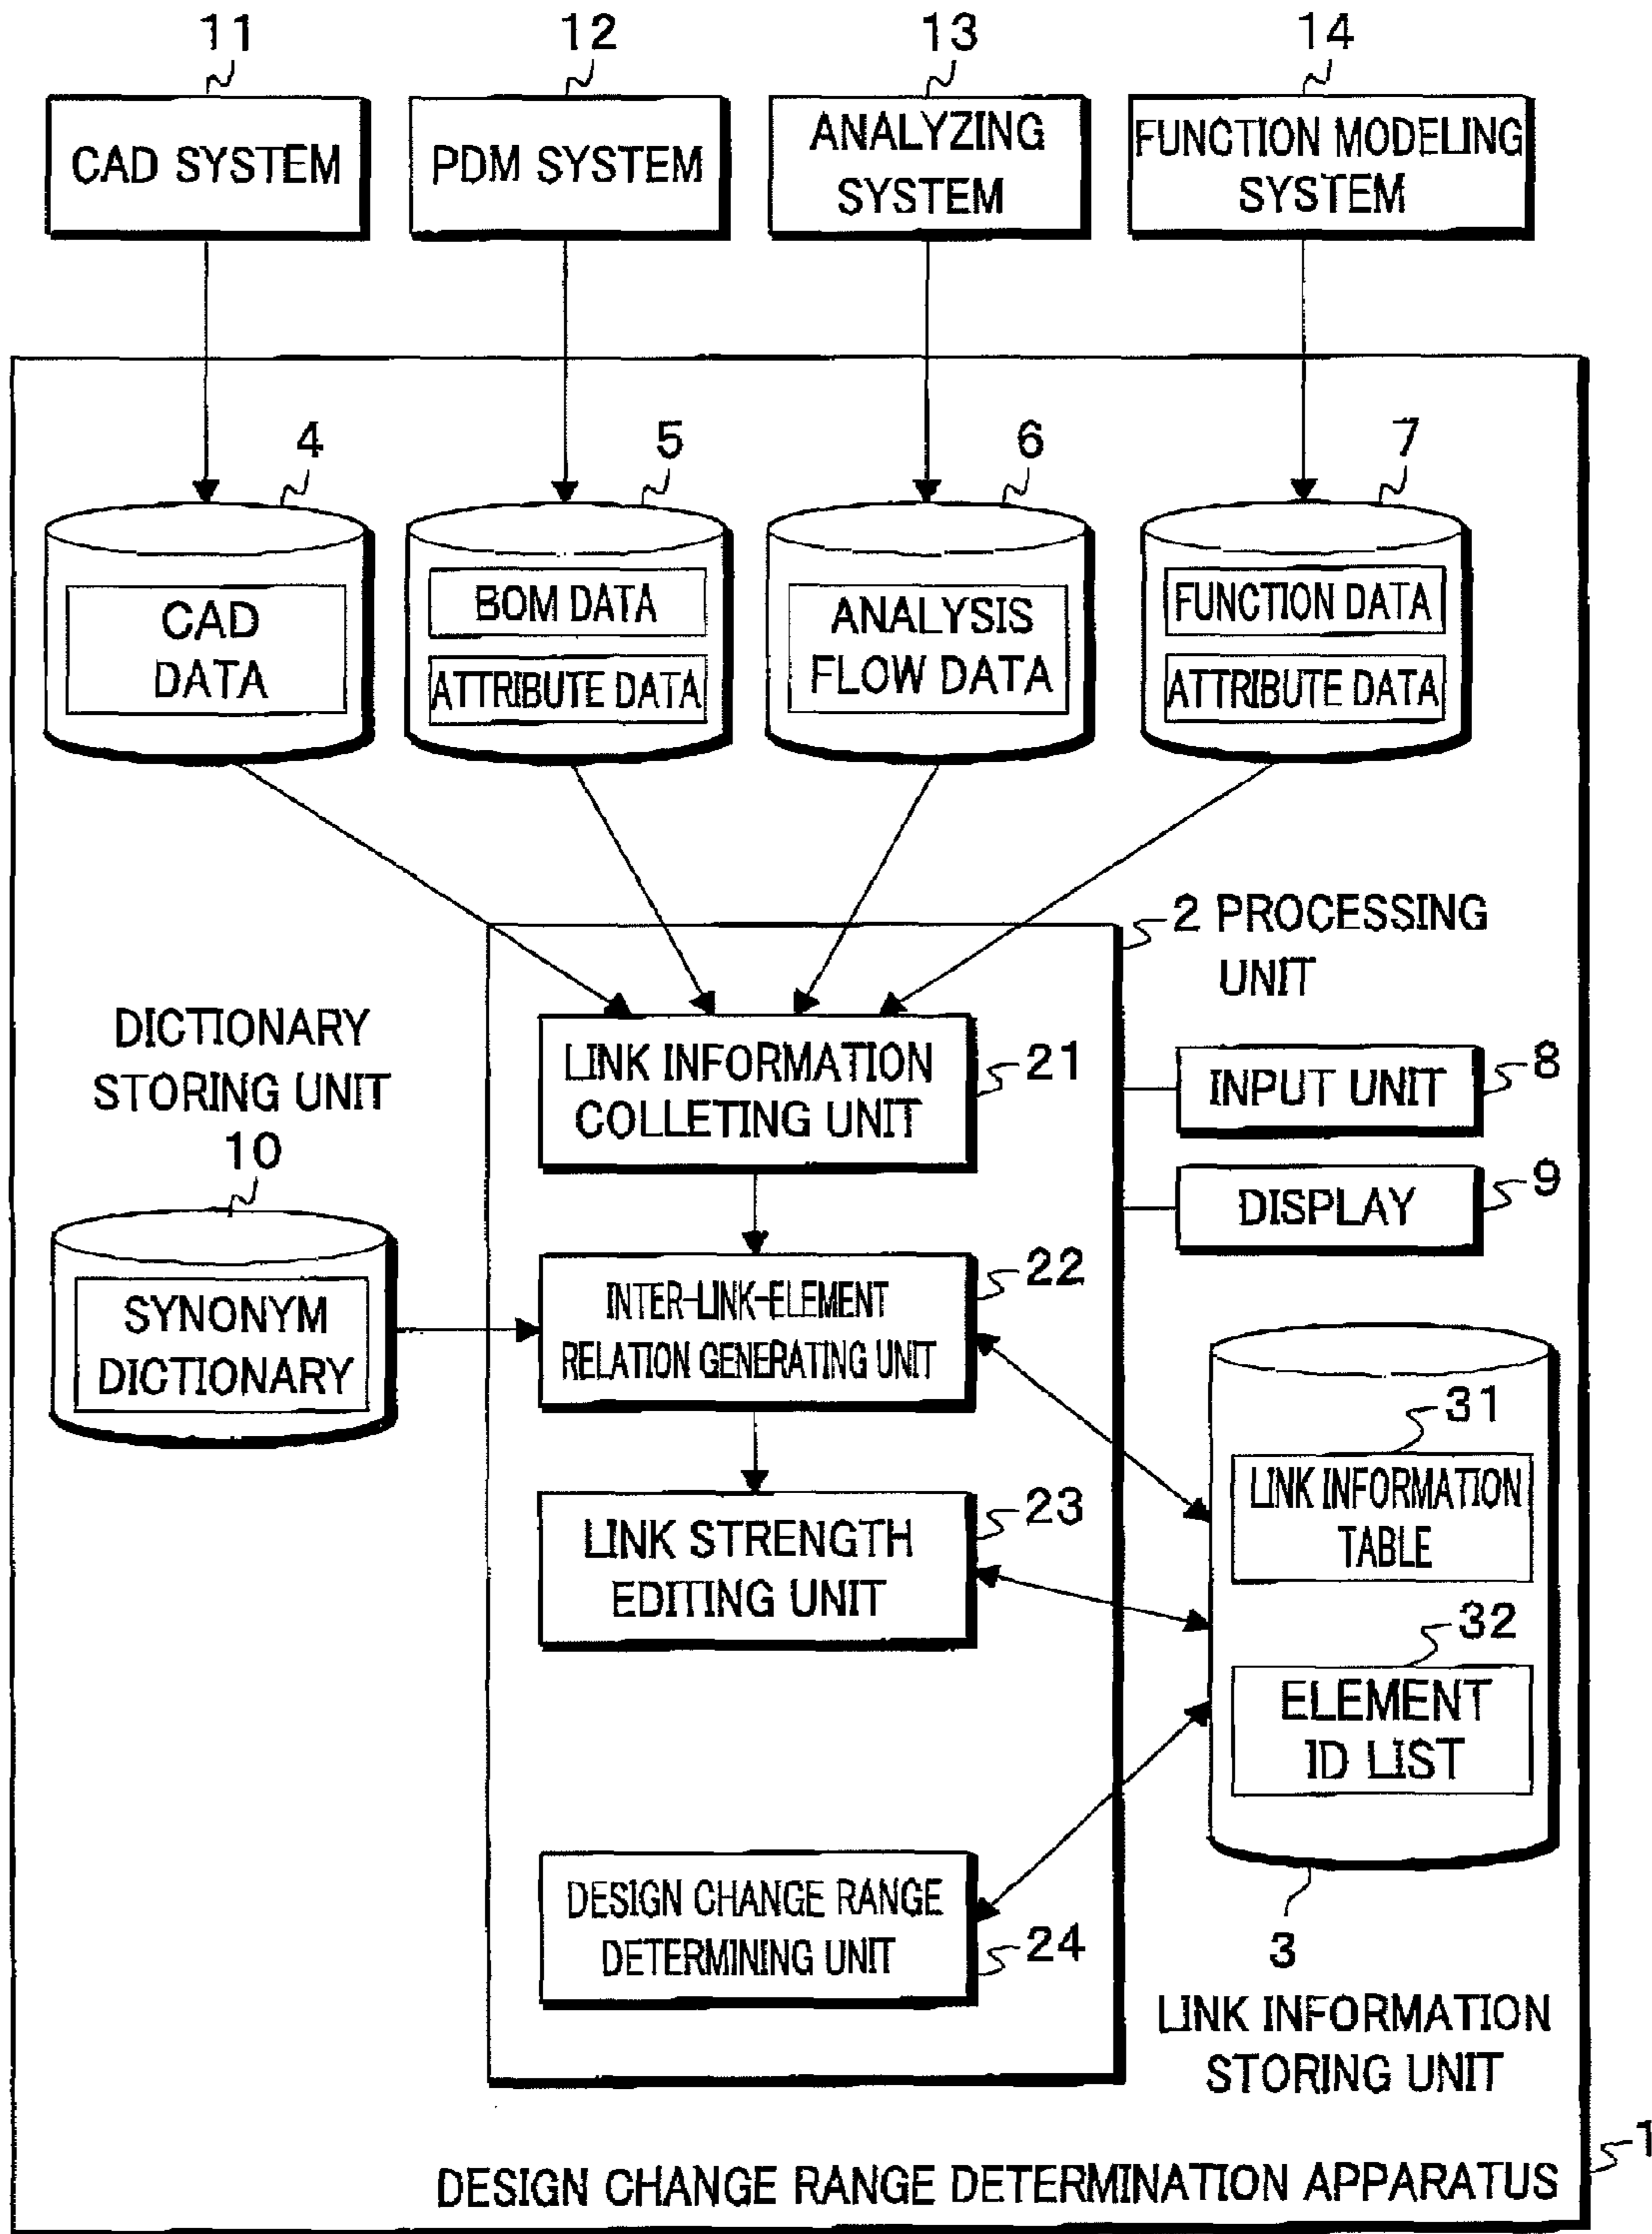 11
12
13
14
CAD SYSTEM
PDM SYSTEM
ANALYZING
SYSTEM
FUNCTION MODELING
SYSTEM
4
5
6
7
CAD
DATA
BOM DATA
ATTRIBUTE DATA
ANALYSIS
FLOW DATA
FUNCTION DATA
ATTRIBUTE DATA
2 PROCESSING
UNIT
DICTIONARY
STORING UNIT
10
LINK INFORMATION
COLLETING UNIT
21
INPUT UNIT
8
DISPLAY
9
SYNONYM
DICTIONARY
INTER-LINK-ELEMENT
RELATION GENERATING UNIT
22
31
LINK INFORMATION
TABLE
LINK STRENGTH
EDITING UNIT
23
32
ELEMENT
ID LIST
DESIGN CHANGE RANGE
DETERMINING UNIT
24
3
LINK INFORMATION
STORING UNIT
1
DESIGN CHANGE RANGE DETERMINATION APPARATUS